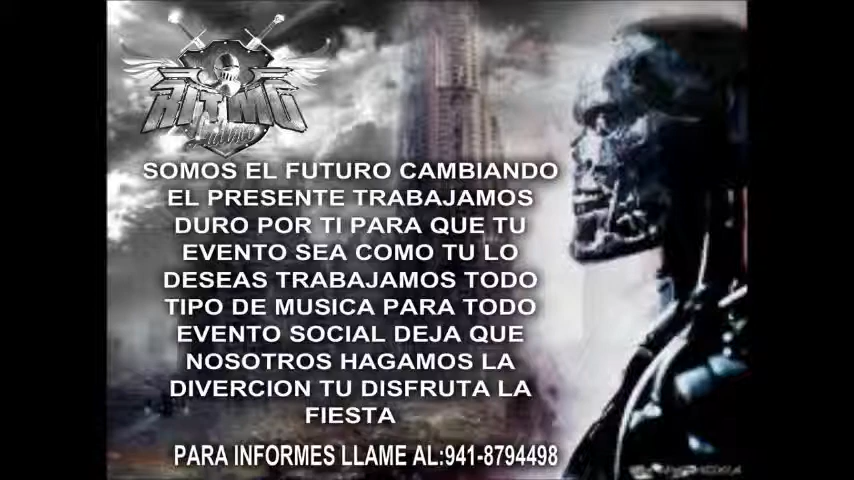 RITMO
Latino
SOMOS EL FUTURO CAMBIANDO
EL PRESENTE TRABAJAMOS
DURO POR TI PARA QUE TU
EVENTO SEA COMO TU LO
DESEAS TRABAJAMOS TODO
TIPO DE MUSICA PARA TODO
EVENTO SOCIAL DEJA QUE
NOSOTROS HAGAMOS LA
DIVERCION TU DISFRUTA LA
FIESTA
PARA INFORMES LLAME AL:941-8794498